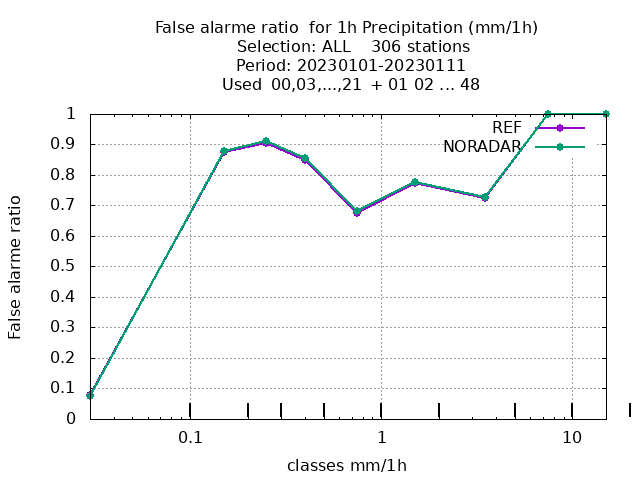 False alarme ratio  for 1h Precipitation (mm/1h)
Selection: ALL    306 stations
Period: 20230101-20230111
Used  00,03,...,21  + 01 02 ... 48
REF
NORADAR
1
0.9
0.8
0.7
0.6
0.5
0.4
0.3
0.2
0.1
0
False alarme ratio
0.1
1
10
classes mm/1h